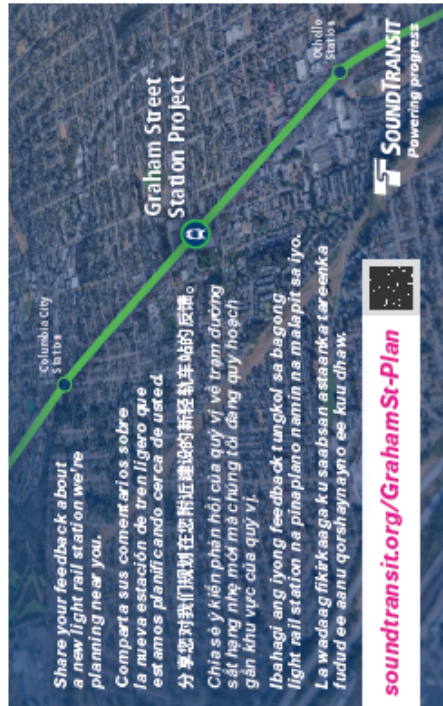 Share your feedback about
a new light rail station we're
planning near you.
Comparta sus comentarios sobre
la nueva estación de tren ligero que
estamos planificando cerca de usted.
分享您对我们规划在您附近建设的新轻轨车站的反馈。
Chia sẻ ý kiến phản hồi của quý vị về trạm đường
sắt hạng nhẹ mới mà chúng tôi đang quy hoạch
gần khu vực của quý vị.
Ibahagi ang iyong feedback tungkol sa bagong
light rail station na pinaplano namin na malapit sa iyo.
La wadaag fikirkaaga ku saabsan astaanka tareenka
fudud ee aanu qorshaynayno ee kuu dhaw.
soundtransit.org/GrahamSt-Plan
Columbia City
Station
Graham Street
Station Project
Othello
Station
SOUNDTRANSIT
Powering progress